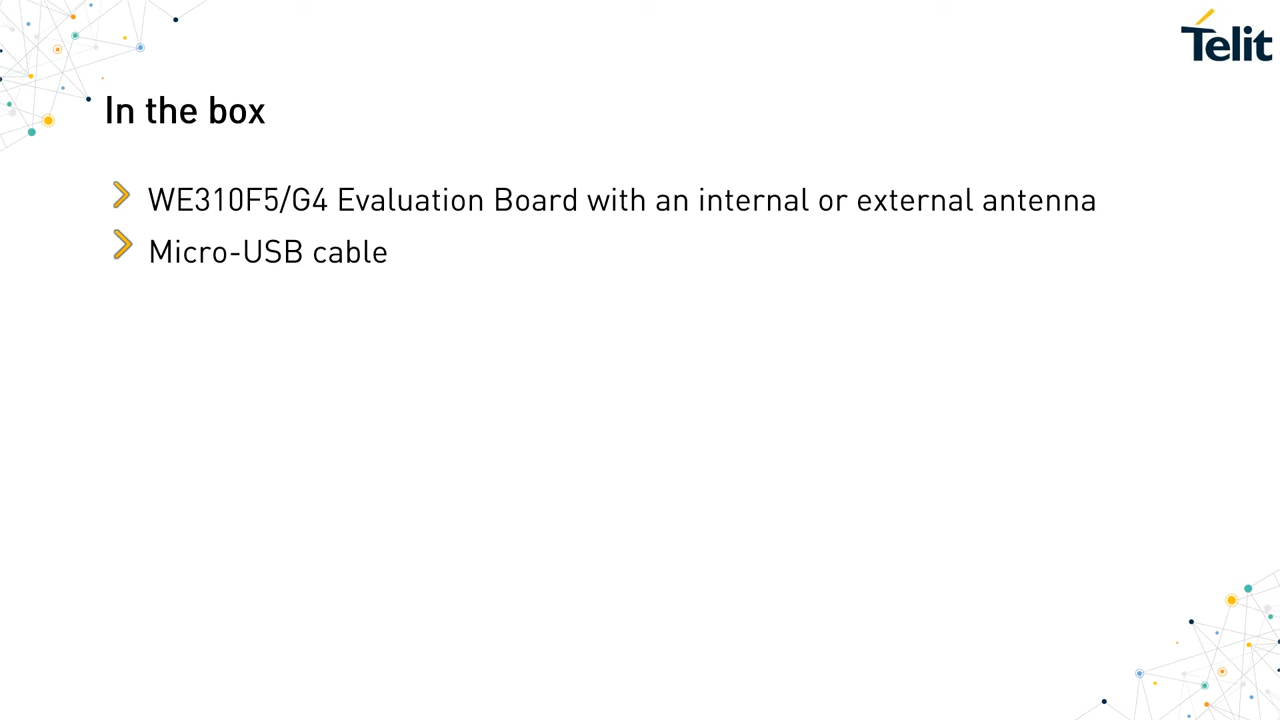 Telit
In the box
WE310F5/G4 Evaluation Board with an internal or external antenna
Micro-USB cable